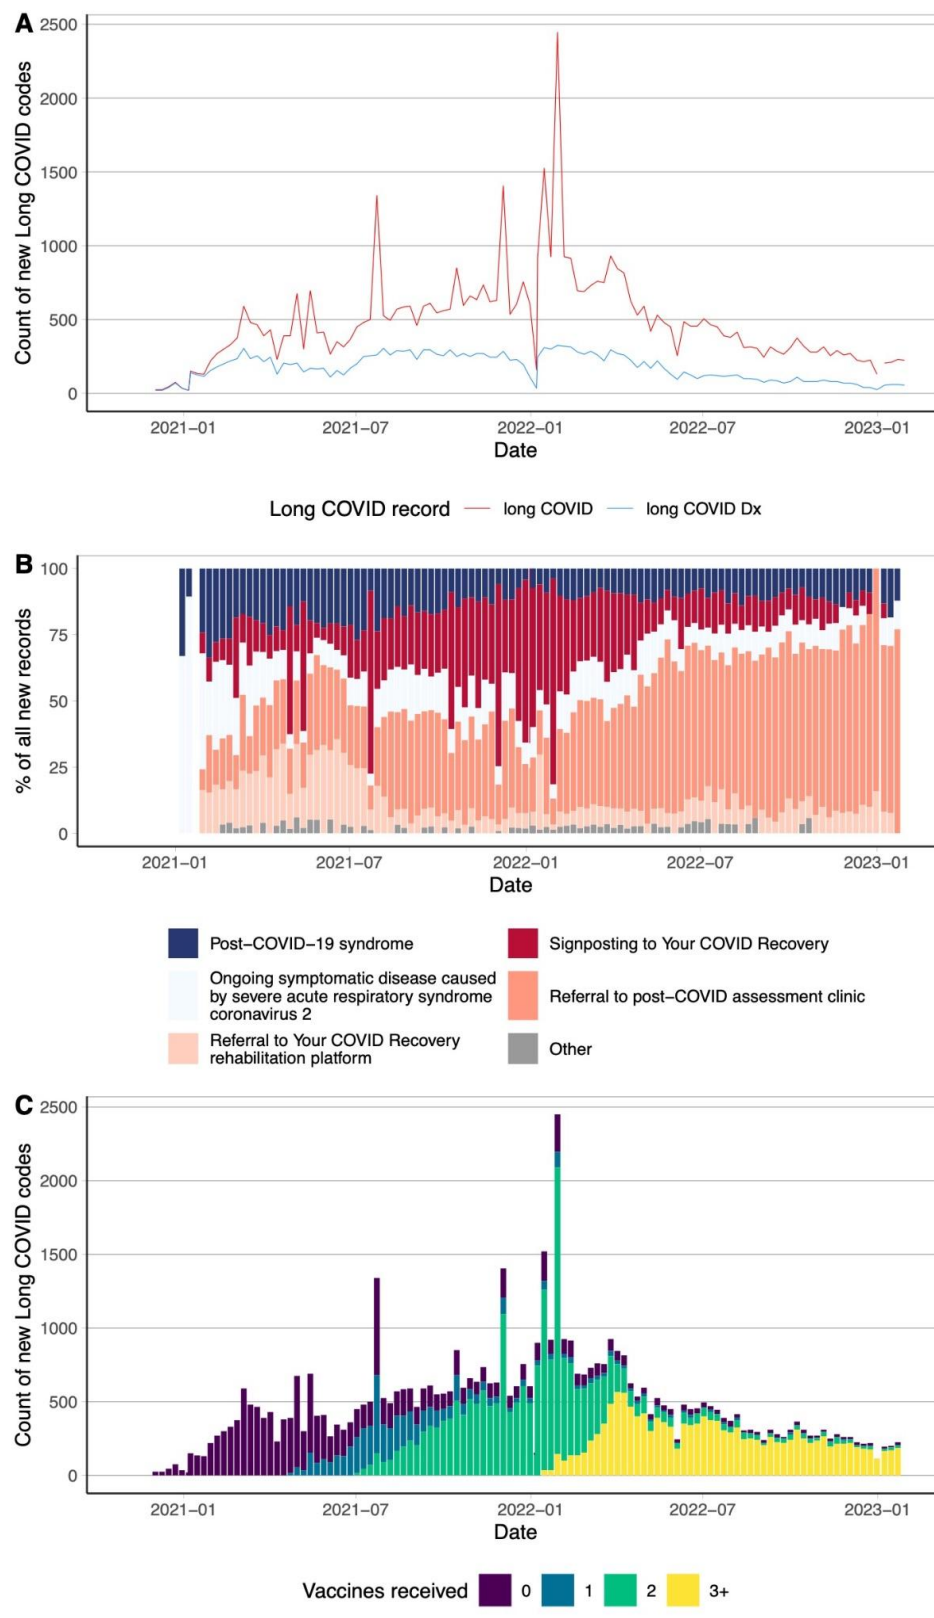 A
Count of new Long COVID codes
2500
2000
1500
1000
500
0
2021–01
2021–07
2022–01
2022–07
2023–01
Date
Long COVID record
long COVID
long COVID Dx
B
% of all new records
100
75
50
25
0
2021–01
2021–07
2022–01
2022–07
2023–01
Date
Post–COVID–19 syndrome
Signposting to Your COVID Recovery
Ongoing symptomatic disease caused
by severe acute respiratory syndrome
coronavirus 2
Referral to post–COVID assessment clinic
Referral to Your COVID Recovery
rehabilitation platform
Other
C
Count of new Long COVID codes
2500
2000
1500
1000
500
0
2021–01
2021–07
2022–01
2022–07
2023–01
Date
Vaccines received
0
1
2
3+